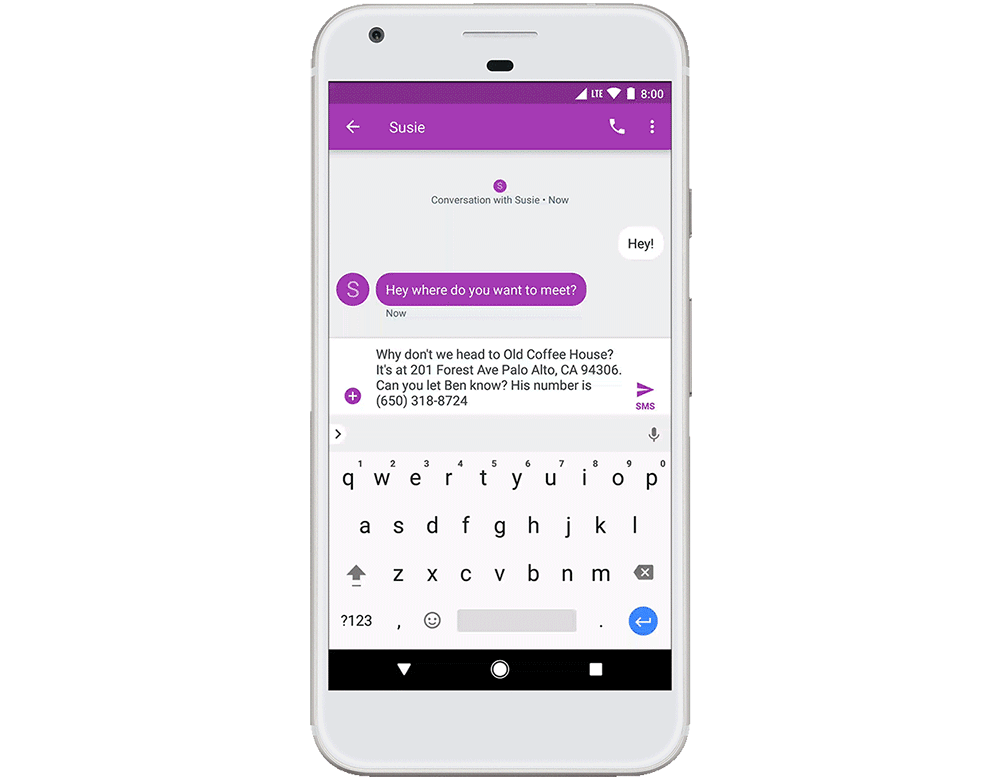 LTE 8:00
Susie
S
Conversation with Susie • Now
Hey!
S
Hey where do you want to meet?
Now
Why don't we head to Old Coffee House?
It's at 201 Forest Ave Palo Alto, CA 94306.
Can you let Ben know? His number is
(650) 318-8724
SMS
1 2 3 4 5 6 7 8 9 0
q w e r t y u i o p
a s d f g h j k l
z x c v b n m
?123 , .